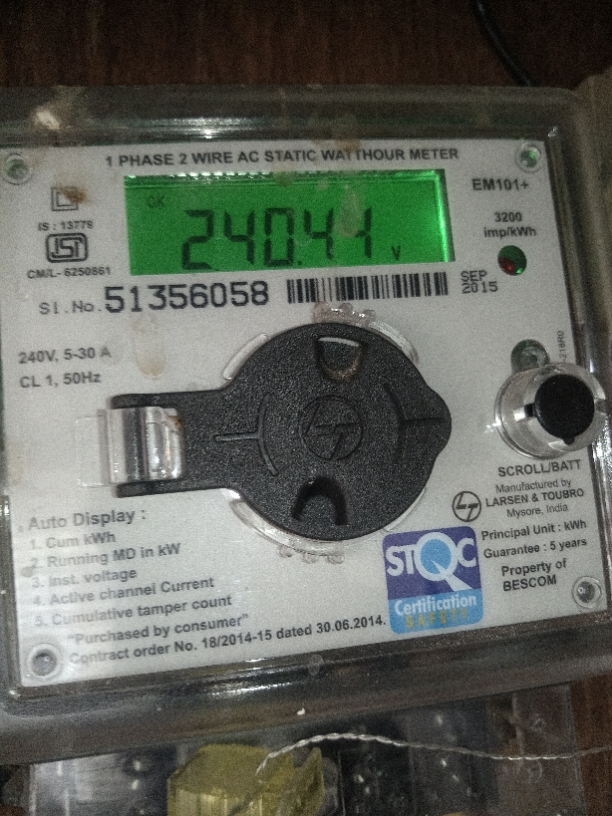 1 PHASE 2 WIRE AC STATIC WATTHOUR METER
EM101+
OK
240.41 V
IS : 13779
ISI
CM/L- 6250861
3200
imp/kWh
Sl.No. 51356058
SEP
2015
240V, 5-30 A
CL 1, 50Hz
SCROLL/BATT
Manufactured by
LARSEN & TOUBRO
Mysore, India
Auto Display :
1. Cum kWh
2. Running MD in kW
3. Inst. voltage
4. Active channel Current
5. Cumulative tamper count
"Purchased by consumer"
Contract order No. 18/2014-15 dated 30.06.2014.
STQC
Certification
SAFETY
Principal Unit : kWh
Guarantee : 5 years
Property of
BESCOM